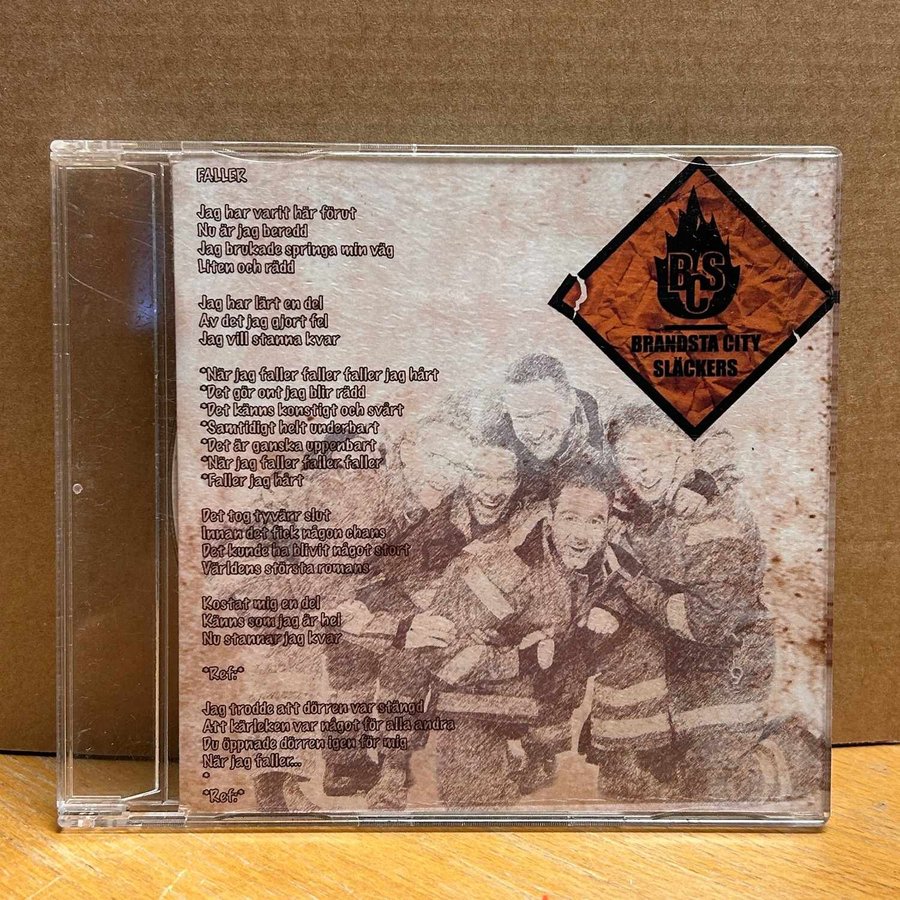 FALLER
Jag har varit här förut
Nu är jag beredd
Jag brukade springa min väg
Liten och rädd
Jag har lärt en del
Av det jag gjort fel
Jag vill stanna kvar
*När jag faller faller faller jag hårt
*Det gör ont jag blir rädd
*Det känns konstigt och svårt
*Samtidigt helt underbart
*Det är ganska uppenbart
*När jag faller faller faller
*Faller jag hårt
Det tog tyvärr slut
Innan det fick någon chans
Det kunde ha blivit något stort
Världens största romans
Kostat mig en del
Känns som jag är hel
Nu stannar jag kvar
*Ref:*
Jag trodde att dörren var stängd
Att kärleken var något för alla andra
Du öppnade dörren igen för mig
När jag faller...
*
*Ref:*
BCS
BRANDSTA CITY
SLÄCKERS
9